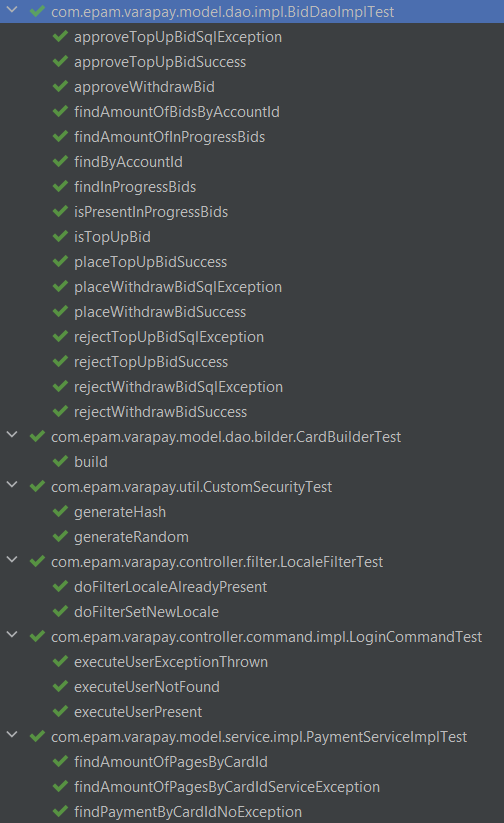 com.epam.varapay.model.dao.impl.BidDaoImplTest
approveTopUpBidSqlException
approveTopUpBidSuccess
approveWithdrawBid
findAmountOfBidsByAccountId
findAmountOfInProgressBids
findByAccountId
findInProgressBids
isPresentInProgressBids
isTopUpBid
placeTopUpBidSuccess
placeWithdrawBidSqlException
placeWithdrawBidSuccess
rejectTopUpBidSqlException
rejectTopUpBidSuccess
rejectWithdrawBidSqlException
rejectWithdrawBidSuccess
com.epam.varapay.model.dao.bilder.CardBuilderTest
build
com.epam.varapay.util.CustomSecurityTest
generateHash
generateRandom
com.epam.varapay.controller.filter.LocaleFilterTest
doFilterLocaleAlreadyPresent
doFilterSetNewLocale
com.epam.varapay.controller.command.impl.LoginCommandTest
executeUserExceptionThrown
executeUserNotFound
executeUserPresent
com.epam.varapay.model.service.impl.PaymentServiceImplTest
findAmountOfPagesByCardId
findAmountOfPagesByCardIdServiceException
findPaymentByCardIdNoException